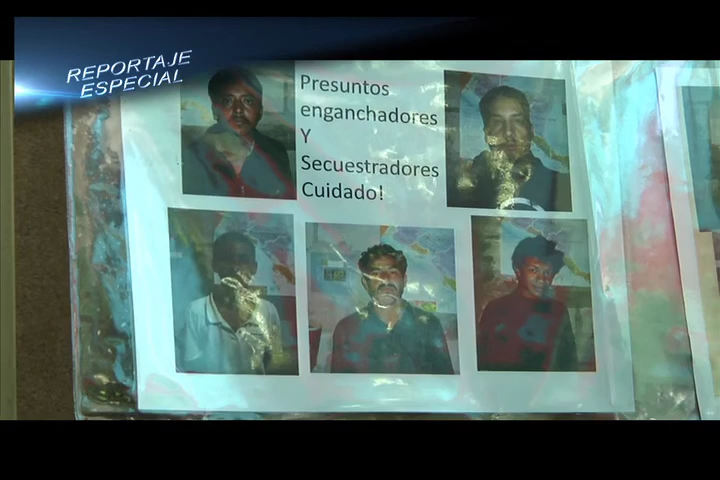 REPORTAJE
ESPECIAL
Presuntos
enganchadores
Y
Secuestradores
Cuidado!